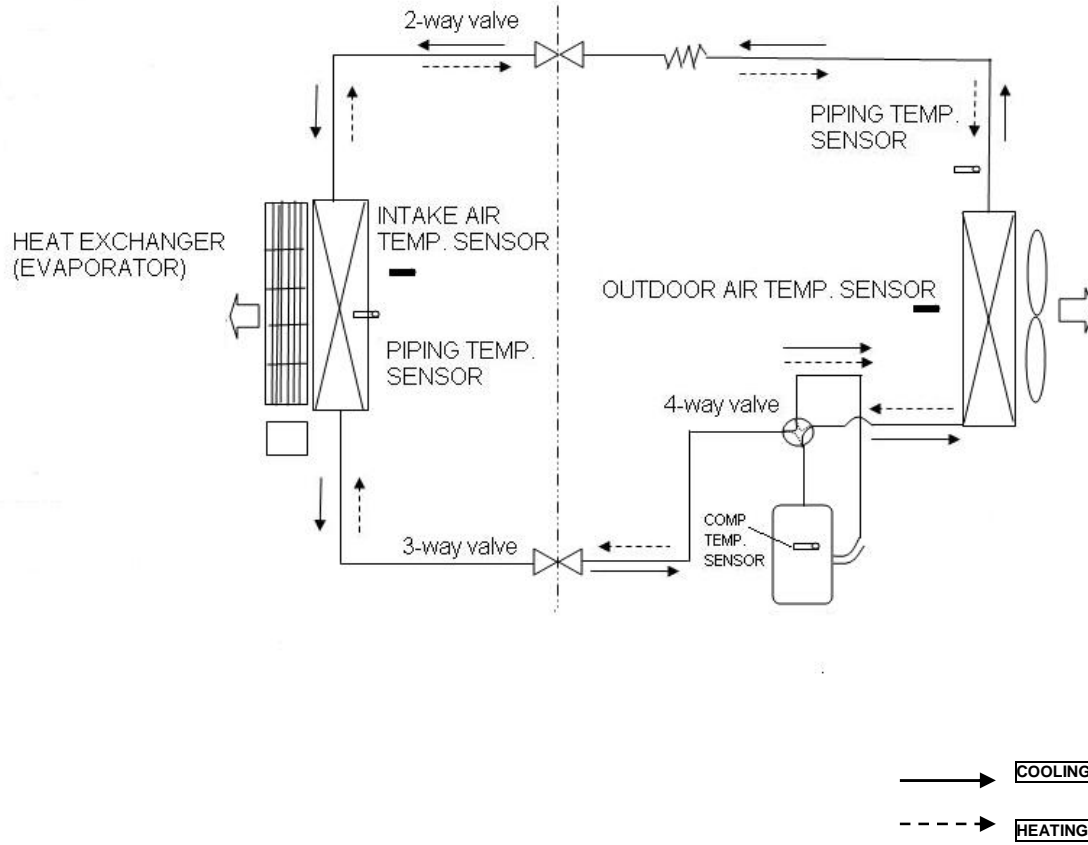 2-way valve
PIPING TEMP.
SENSOR
INTAKE AIR
TEMP. SENSOR
HEAT EXCHANGER
(EVAPORATOR)
OUTDOOR AIR TEMP. SENSOR
PIPING TEMP.
SENSOR
4-way valve
COMP
TEMP.
SENSOR
3-way valve
COOLING
HEATING